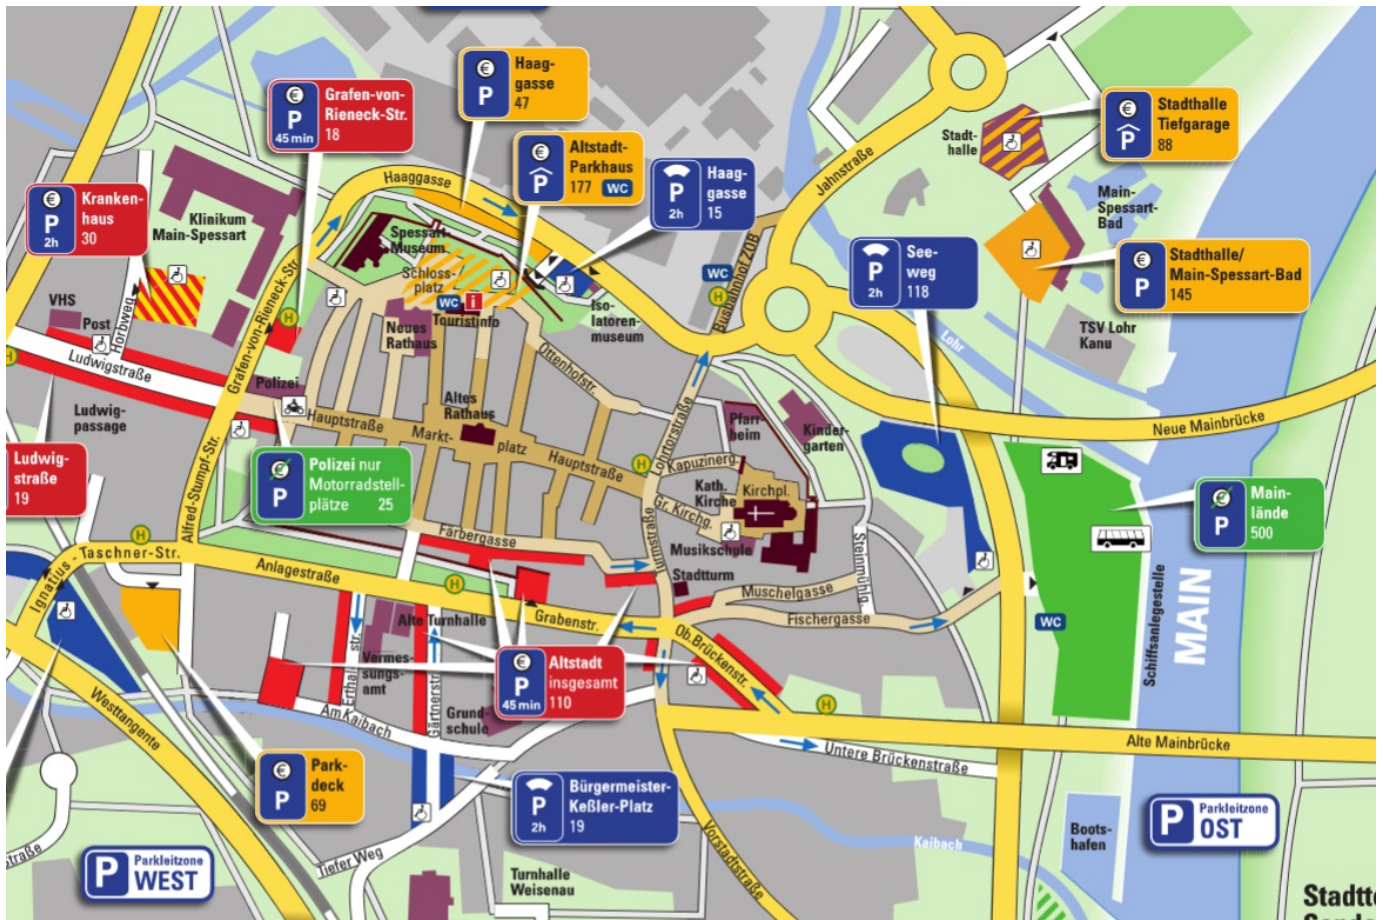 €
P
45 min
Grafen-von-
Rieneck-Str.
18
€
P
Haag-
gasse
47
€
P
Altstadt-
Parkhaus
177 WC
P
2h
Haag-
gasse
15
€
P
Stadthalle
Tiefgarage
88
Stadt-
halle
Jahnstraße
Haaggasse
€
P
2h
Kranken-
haus
30
Klinikum
Main-Spessart
Spessart-
Museum
Schloss-
platz
WC
i
Touristinfo
Iso-
latoren-
museum
WC
H
Busbahnhof ZOB
Main-
Spessart-
Bad
P
2h
See-
weg
118
€
P
Stadthalle/
Main-Spessart-Bad
145
TSV Lohr
Kanu
Lohr
VHS
Post
Horbweg
H
H
Grafen-von-Rieneck-Str.
Neues
Rathaus
Ottenhofstr.
Ludwigstraße
Polizei
Hauptstraße
Altes
Rathaus
Markt-
platz
Hauptstraße
H
Lohrtorstraße
Pfarr-
heim
Kinder-
garten
Kapuzinerg.
Kath.
Kirche
Kirchpl.
Gr. Kirchg.
Neue Mainbrücke
Ludwig-
passage
Ludwig-
straße
19
Alfred-Stumpf-Str.
€
P
Polizei nur
Motorradstell-
plätze 25
€
P
Main-
lände
500
Färbergasse
Turmstraße
Musikschule
Stadtturm
Steinmühlg.
Muschelgasse
Fischergasse
Ignatius - Taschner-Str.
H
Anlagestraße
H
Grabenstr.
Ob. Brückenstr.
WC
Schiffsanlegestelle
MAIN
Alte Turnhalle
Erthalstr.
Vermes-
sungs-
amt
Gärtnerstr.
€
P
45 min
Altstadt
insgesamt
110
H
Am Kaibach
Grund-
schule
Westtangente
Alte Mainbrücke
Untere Brückenstraße
€
P
Park-
deck
69
P
2h
Bürgermeister-
Keßler-Platz
19
Vorstadtstraße
Kaibach
Boots-
hafen
P Parkleitzone
OST
straße
P Parkleitzone
WEST
Tiefer Weg
Turnhalle
Weisenau